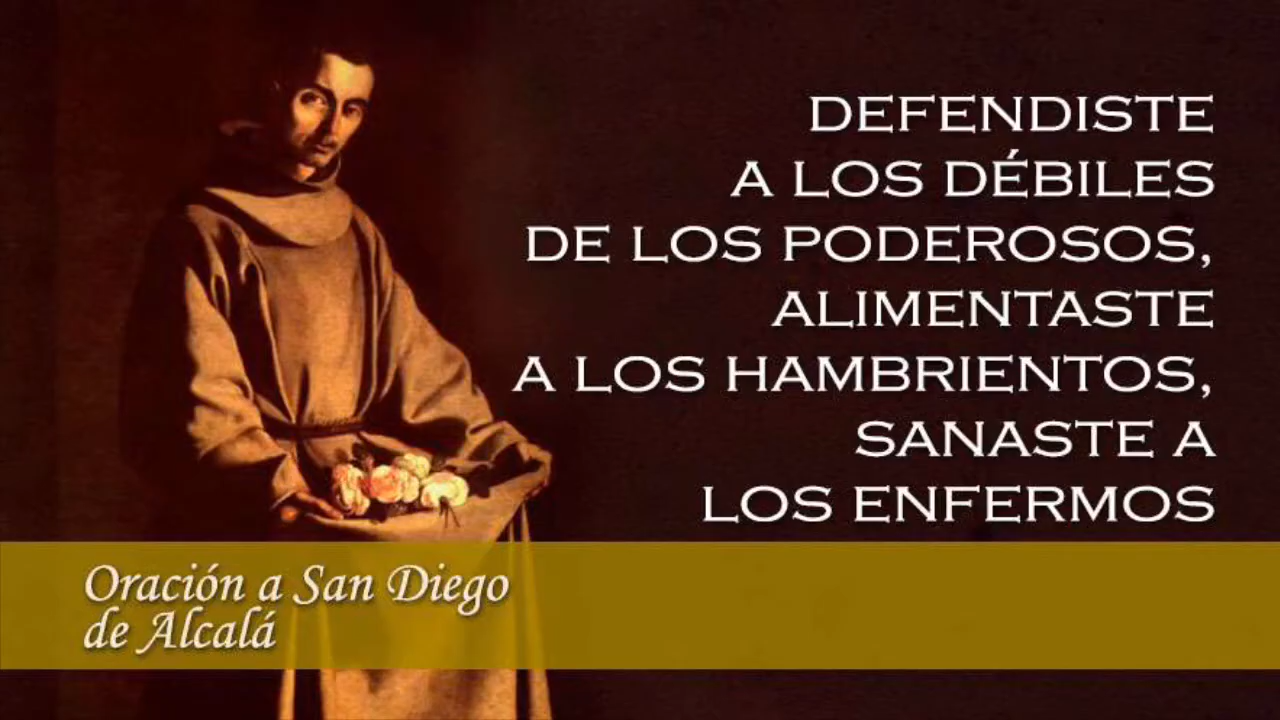 DEFENDISTE
A LOS DÉBILES
DE LOS PODEROSOS,
ALIMENTASTE
A LOS HAMBRIENTOS,
SANASTE A
LOS ENFERMOS
Oración a San Diego
de Alcalá